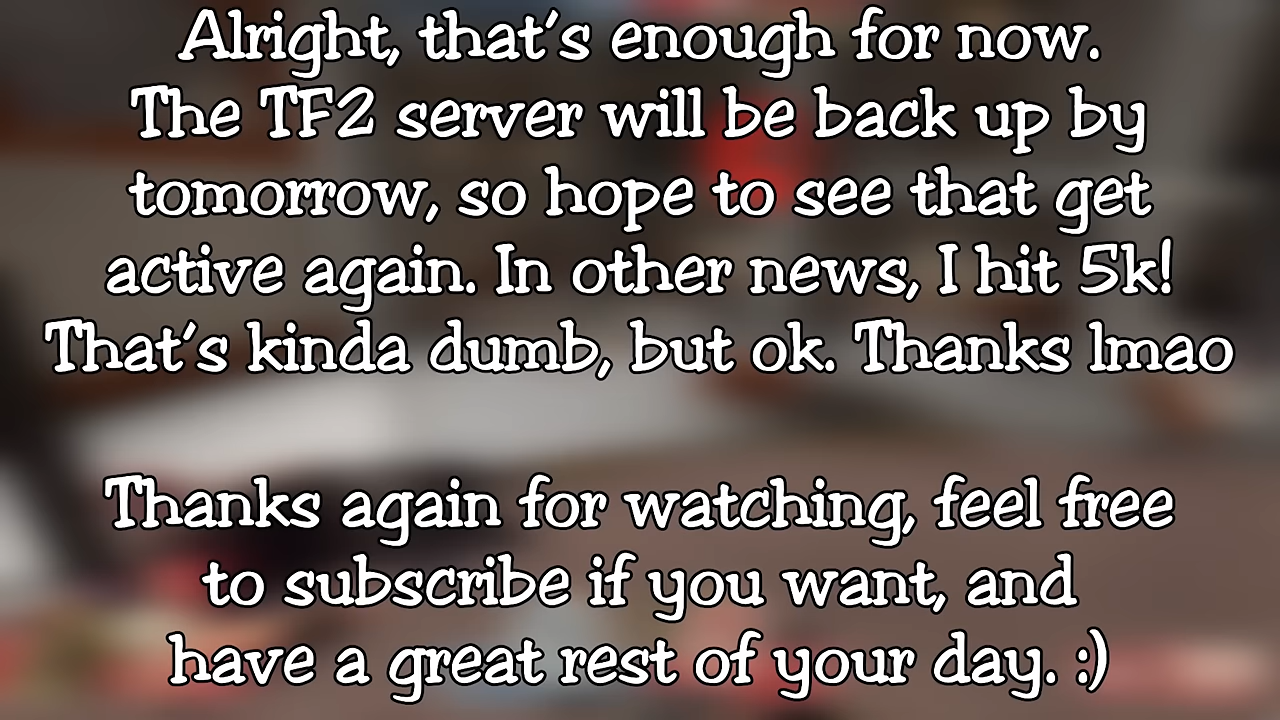 Alright, that's enough for now.
The TF2 server will be back up by
tomorrow, so hope to see that get
active again. In other news, I hit 5k!
That's kinda dumb, but ok. Thanks lmao
Thanks again for watching, feel free
to subscribe if you want, and
have a great rest of your day. :)